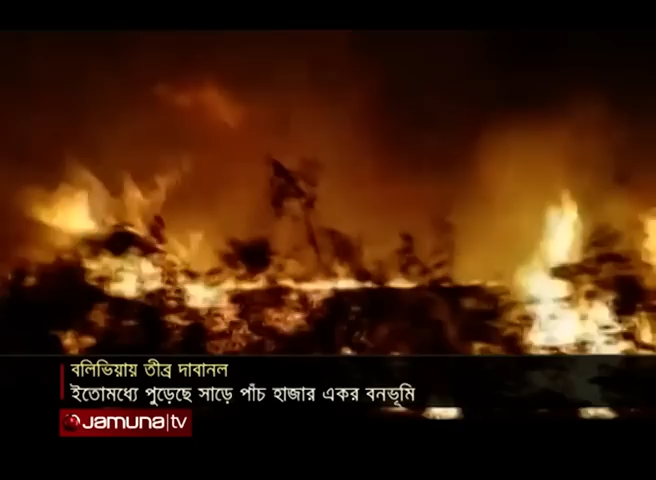 বলিভিয়ায় তীব্র দাবানল
ইতোমধ্যে পুড়েছে সাড়ে পাঁচ হাজার একর বনভূমি
Jamuna|tv